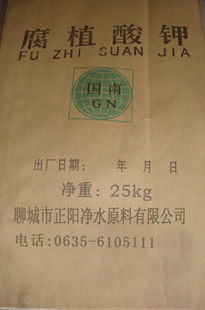 腐植酸钾
FU ZHI SUAN JIA
国南
GN
出厂日期： 年 月 日
净重：25kg
聊城市正阳净水原料有限公司
电话:0635-6105111